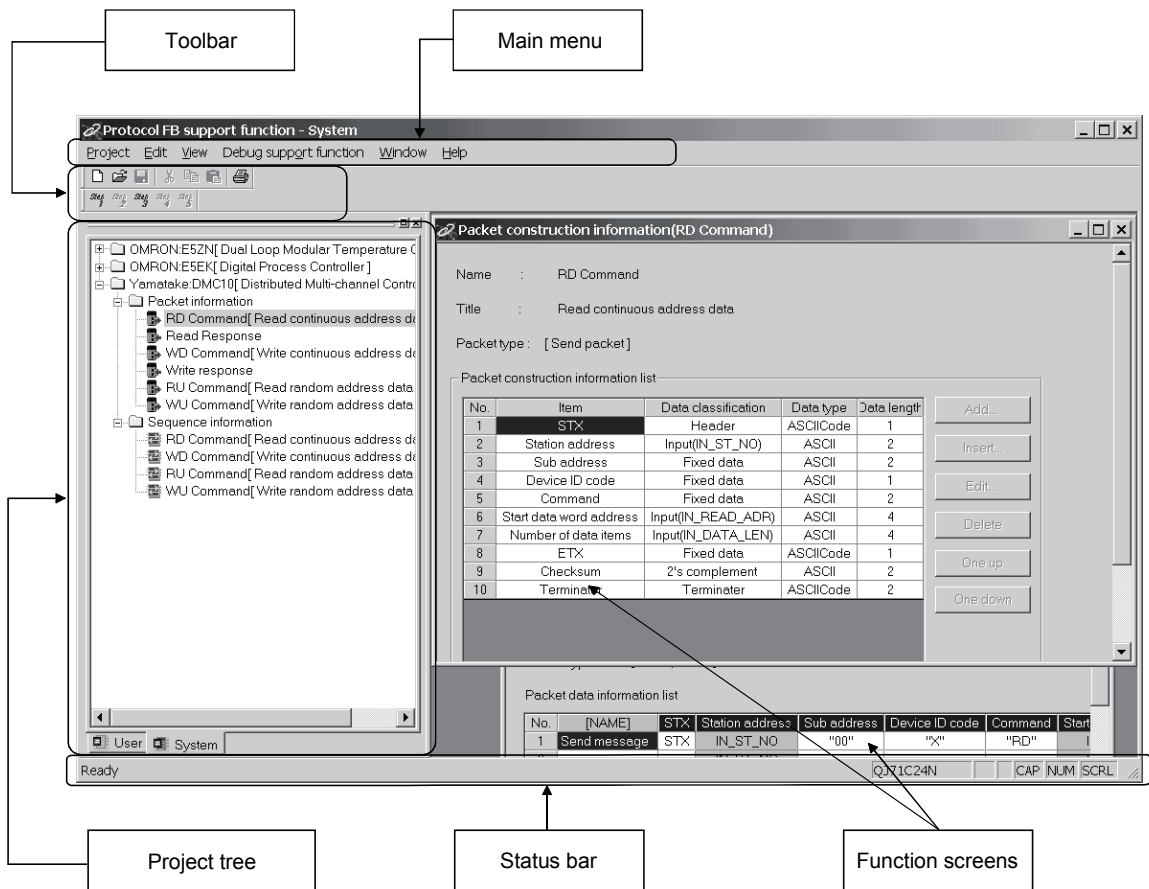 Toolbar
Main menu
Protocol FB support function - System
Project Edit View Debug support function Window Help
Step 1 Step 2 Step 3 Step 4 Step 5
OMRON:E5ZN[ Dual Loop Modular Temperature C
OMRON:E5EK[ Digital Process Controller ]
Yamatake:DMC10[ Distributed Multi-channel Contr
Packet information
RD Command[ Read continuous address da
Read Response
WD Command[ Write continuous address da
Write response
RU Command[ Read random address data
WU Command[ Write random address data
Sequence information
RD Command[ Read continuous address da
WD Command[ Write continuous address da
RU Command[ Read random address data
WU Command[ Write random address data
User System
Packet construction information(RD Command)
Name : RD Command
Title : Read continuous address data
Packet type : [ Send packet ]
Packet construction information list
No. Item Data classification Data type Data length
1 STX Header ASCIICode 1
2 Station address Input(IN_ST_NO) ASCII 2
3 Sub address Fixed data ASCII 2
4 Device ID code Fixed data ASCII 1
5 Command Fixed data ASCII 2
6 Start data word address Input(IN_READ_ADR) ASCII 4
7 Number of data items Input(IN_DATA_LEN) ASCII 4
8 ETX Fixed data ASCIICode 1
9 Checksum 2's complement ASCII 2
10 Terminater Terminater ASCIICode 2
Add...
Insert...
Edit...
Delete
One up
One down
Packet data information list
No. [NAME] STX Station address Sub address Device ID code Command Start
1 Send message STX IN_ST_NO "00" "X" "RD"
Ready QJ71C24N CAP NUM SCRL
Project tree
Status bar
Function screens